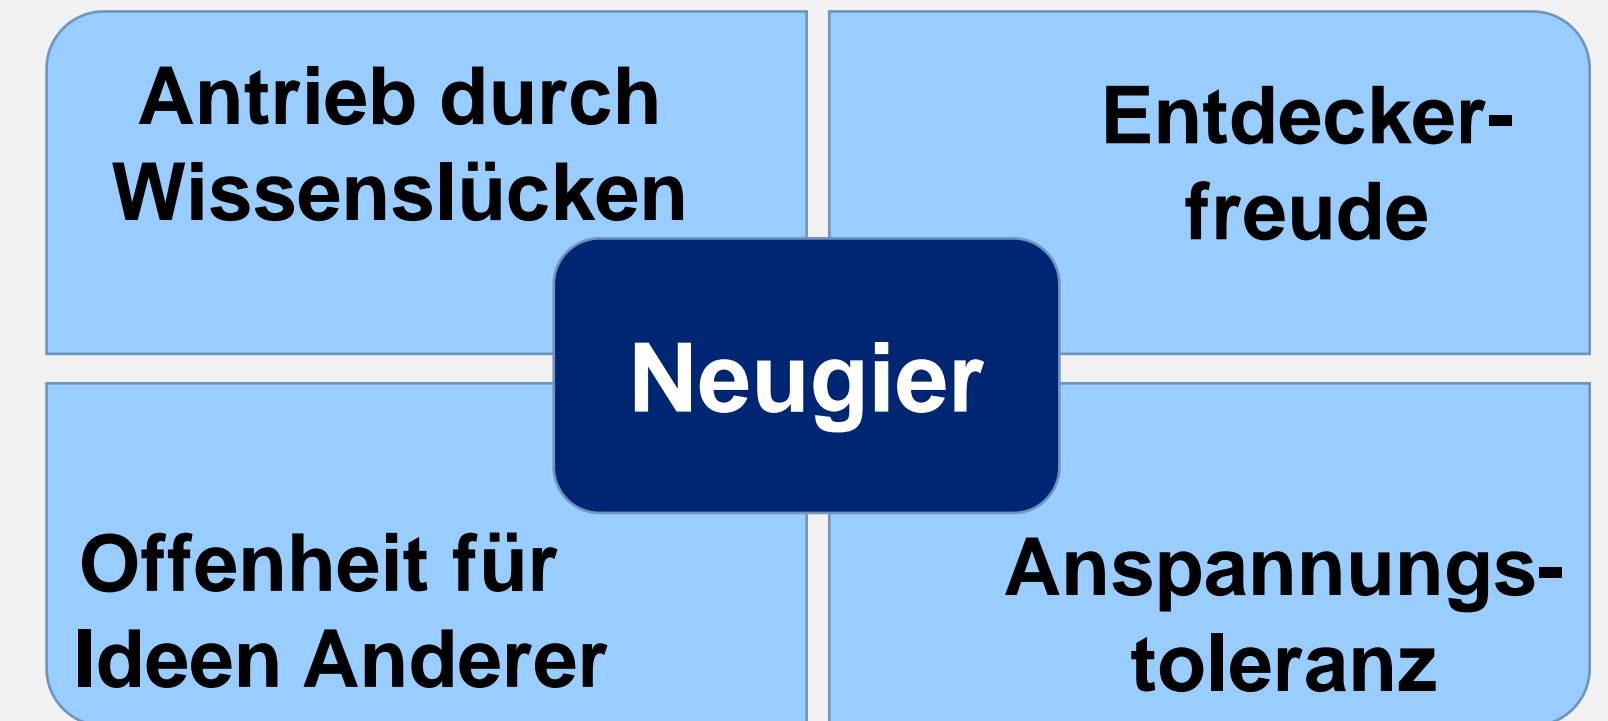 Antrieb durch
Wissenslücken
Entdecker-
freude
Neugier
Offenheit für
Ideen Anderer
Anspannungs-
toleranz